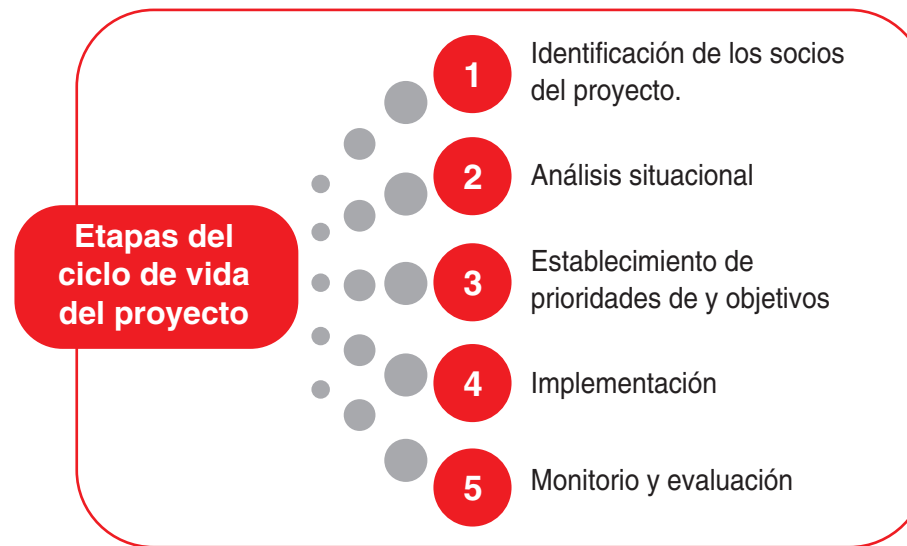 Etapas del
ciclo de vida
del proyecto
1
Identificación de los socios
del proyecto.
2
Análisis situacional
3
Establecimiento de
prioridades de y objetivos
4
Implementación
5
Monitorio y evaluación